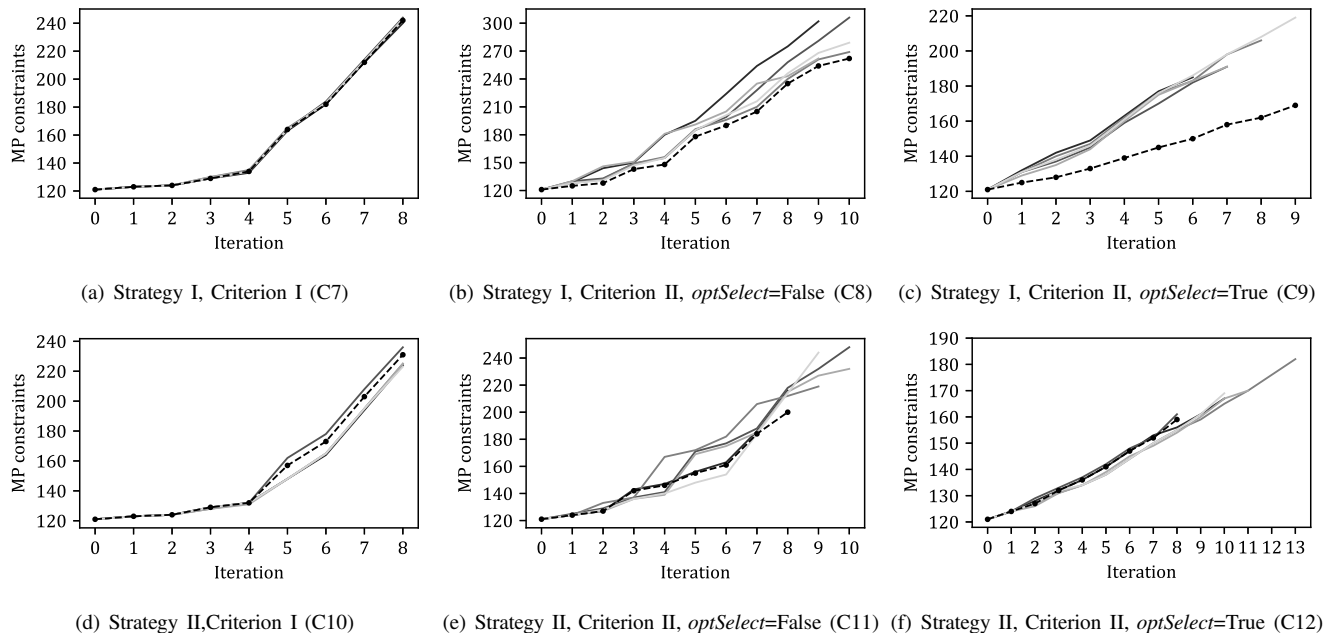 240
220
200
180
160
140
120
MP constraints
0 1 2 3 4 5 6 7 8
Iteration
(a) Strategy I, Criterion I (C7)
300
270
240
210
180
150
120
MP constraints
0 1 2 3 4 5 6 7 8 9 10
Iteration
(b) Strategy I, Criterion II, optSelect=False (C8)
220
200
180
160
140
120
MP constraints
0 1 2 3 4 5 6 7 8 9
Iteration
(c) Strategy I, Criterion II, optSelect=True (C9)
240
220
200
180
160
140
120
MP constraints
0 1 2 3 4 5 6 7 8
Iteration
(d) Strategy II,Criterion I (C10)
240
220
200
180
160
140
120
MP constraints
0 1 2 3 4 5 6 7 8 9 10
Iteration
(e) Strategy II, Criterion II, optSelect=False (C11)
190
180
170
160
150
140
130
120
MP constraints
0 1 2 3 4 5 6 7 8 9 10 11 12 13
Iteration
(f) Strategy II, Criterion II, optSelect=True (C12)